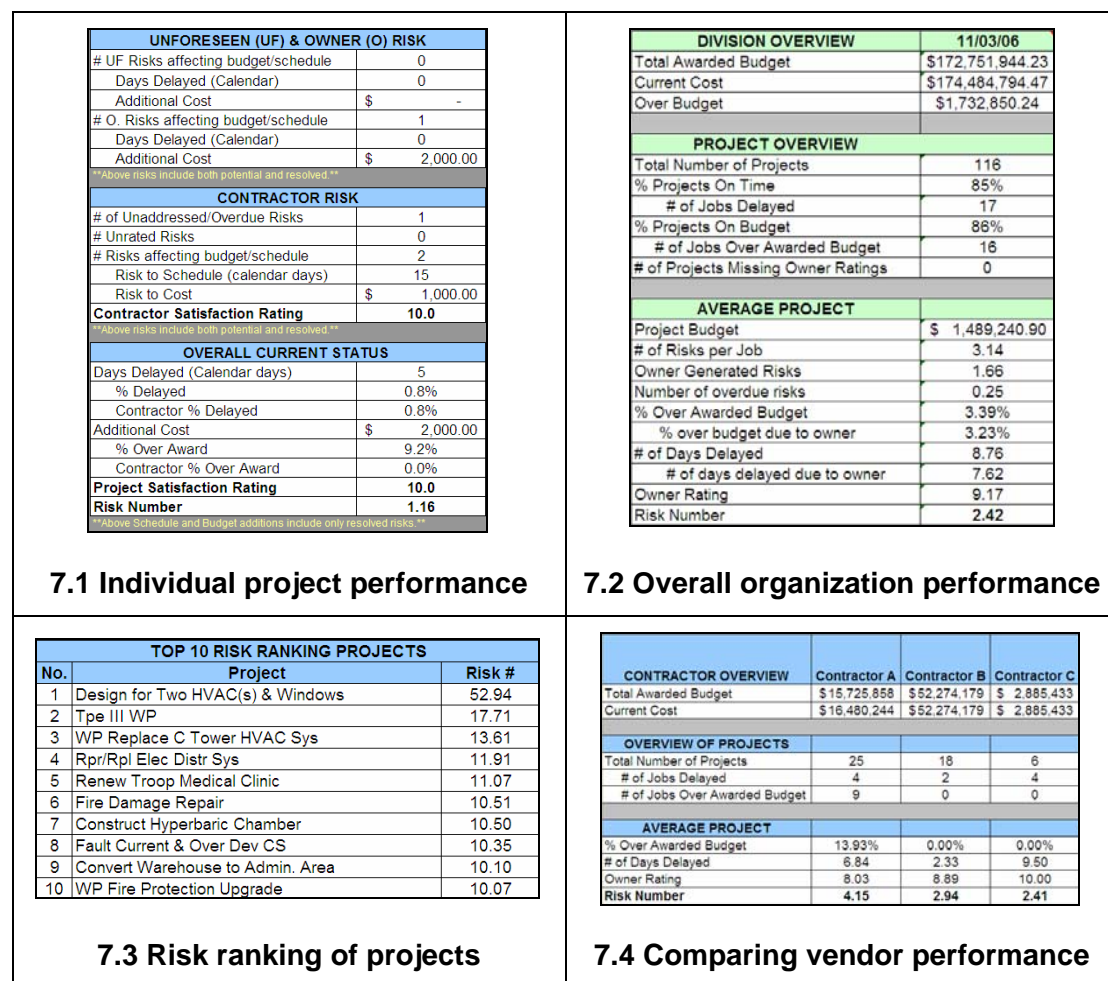 UNFORESEEN (UF) & OWNER (O) RISK
# UF Risks affecting budget/schedule 0
Days Delayed (Calendar) 0
Additional Cost $ -
# O. Risks affecting budget/schedule 1
Days Delayed (Calendar) 0
Additional Cost $ 2,000.00
**Above risks include both potential and resolved.**
CONTRACTOR RISK
# of Unaddressed/Overdue Risks 1
# Unrated Risks 0
# Risks affecting budget/schedule 2
Risk to Schedule (calendar days) 15
Risk to Cost $ 1,000.00
Contractor Satisfaction Rating 10.0
**Above risks include both potential and resolved.**
OVERALL CURRENT STATUS
Days Delayed (Calendar days) 5
% Delayed 0.8%
Contractor % Delayed 0.8%
Additional Cost $ 2,000.00
% Over Award 9.2%
Contractor % Over Award 0.0%
Project Satisfaction Rating 10.0
Risk Number 1.16
**Above Schedule and Budget additions include only resolved risks.**
7.1 Individual project performance
DIVISION OVERVIEW 11/03/06
Total Awarded Budget $172,751,944.23
Current Cost $174,484,794.47
Over Budget $1,732,850.24
PROJECT OVERVIEW
Total Number of Projects 116
% Projects On Time 85%
# of Jobs Delayed 17
% Projects On Budget 86%
# of Jobs Over Awarded Budget 16
# of Projects Missing Owner Ratings 0
AVERAGE PROJECT
Project Budget $ 1,489,240.90
# of Risks per Job 3.14
Owner Generated Risks 1.66
Number of overdue risks 0.25
% Over Awarded Budget 3.39%
% over budget due to owner 3.23%
# of Days Delayed 8.76
# of days delayed due to owner 7.62
Owner Rating 9.17
Risk Number 2.42
7.2 Overall organization performance
TOP 10 RISK RANKING PROJECTS
No. Project Risk #
1 Design for Two HVAC(s) & Windows 52.94
2 Tpe III WP 17.71
3 WP Replace C Tower HVAC Sys 13.61
4 Rpr/Rpl Elec Distr Sys 11.91
5 Renew Troop Medical Clinic 11.07
6 Fire Damage Repair 10.51
7 Construct Hyperbaric Chamber 10.50
8 Fault Current & Over Dev CS 10.35
9 Convert Warehouse to Admin. Area 10.10
10 WP Fire Protection Upgrade 10.07
7.3 Risk ranking of projects
CONTRACTOR OVERVIEW Contractor A Contractor B Contractor C
Total Awarded Budget $15,725,858 $52,274,179 $ 2,885,433
Current Cost $16,480,244 $52,274,179 $ 2,885,433
OVERVIEW OF PROJECTS
Total Number of Projects 25 18 6
# of Jobs Delayed 4 2 4
# of Jobs Over Awarded Budget 9 0 0
AVERAGE PROJECT
% Over Awarded Budget 13.93% 0.00% 0.00%
# of Days Delayed 6.84 2.33 9.50
Owner Rating 8.03 8.89 10.00
Risk Number 4.15 2.94 2.41
7.4 Comparing vendor performance